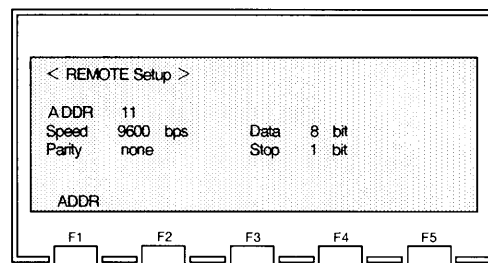 < REMOTE Setup >
ADDR 11
Speed 9600 bps Data 8 bit
Parity none Stop 1 bit
ADDR
F1 F2 F3 F4 F5